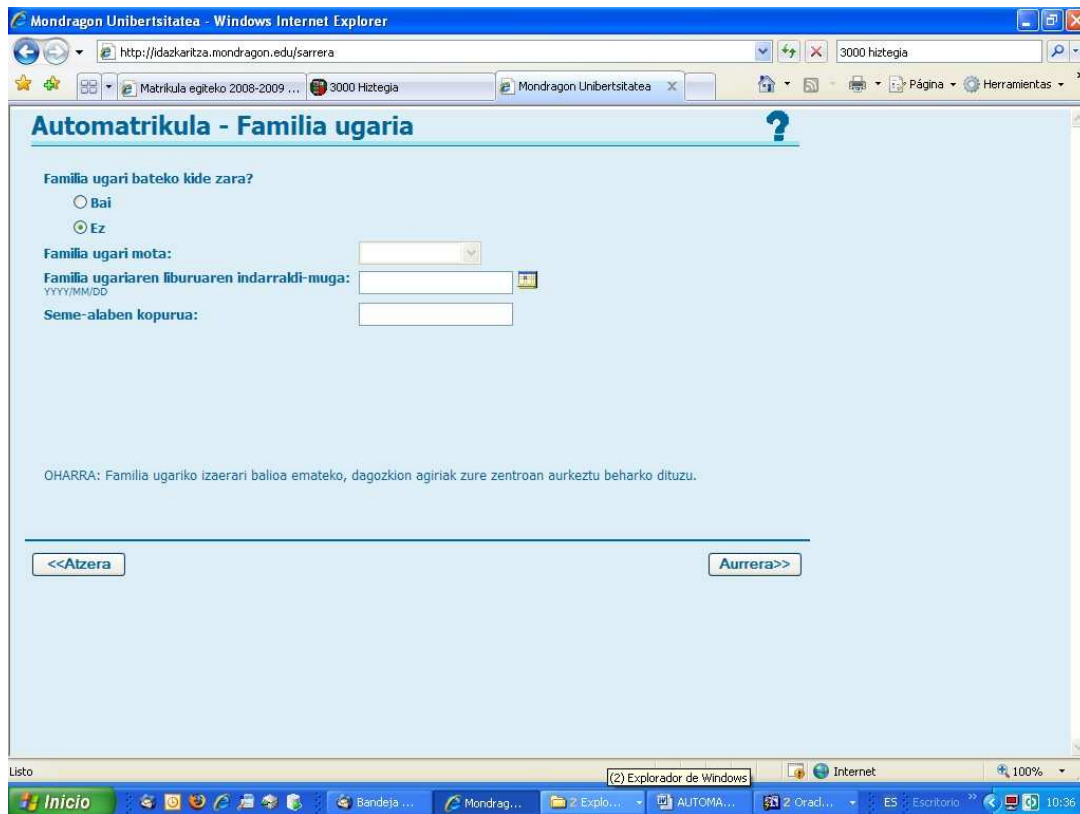 Mondragon Unibertsitatea - Windows Internet Explorer
http://idazkaritza.mondragon.edu/sarrera
3000 hiztegia
Matrikula egiteko 2008-2009 ...
3000 Hiztegia
Mondragon Unibertsitatea
Página
Herramientas
Automatrikula - Familia ugaria
?
Familia ugari bateko kide zara?
Bai
Ez
Familia ugari mota:
Familia ugariaren liburuaren indarraldi-muga:
YYYY/MM/DD
Seme-alaben kopurua:
OHARRA: Familia ugariko izaerari balioa emateko, dagozkion agiriak zure zentroan aurkeztu beharko dituzu.
<<Atzera
Aurrera>>
Listo
(2) Explorador de Windows
Internet
100%
Inicio
Bandeja ...
Mondrag...
2 Explo...
AUTOMA...
2 Oracl...
ES
Escritorio
10:36